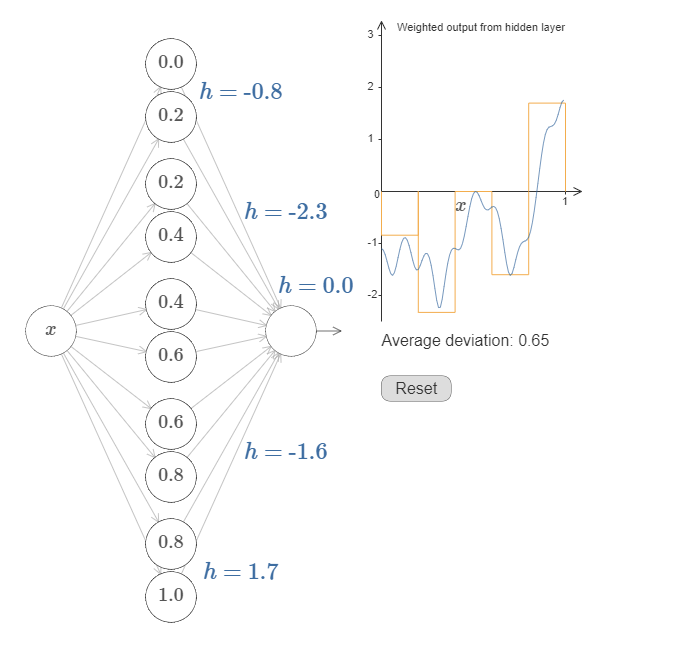 0.0
h = -0.8
0.2
0.2
h = -2.3
0.4
h = 0.0
0.4
x
0.6
0.6
h = -1.6
0.8
0.8
h = 1.7
1.0
Weighted output from hidden layer
3
2
1
0
x
1
-1
-2
Average deviation: 0.65
Reset